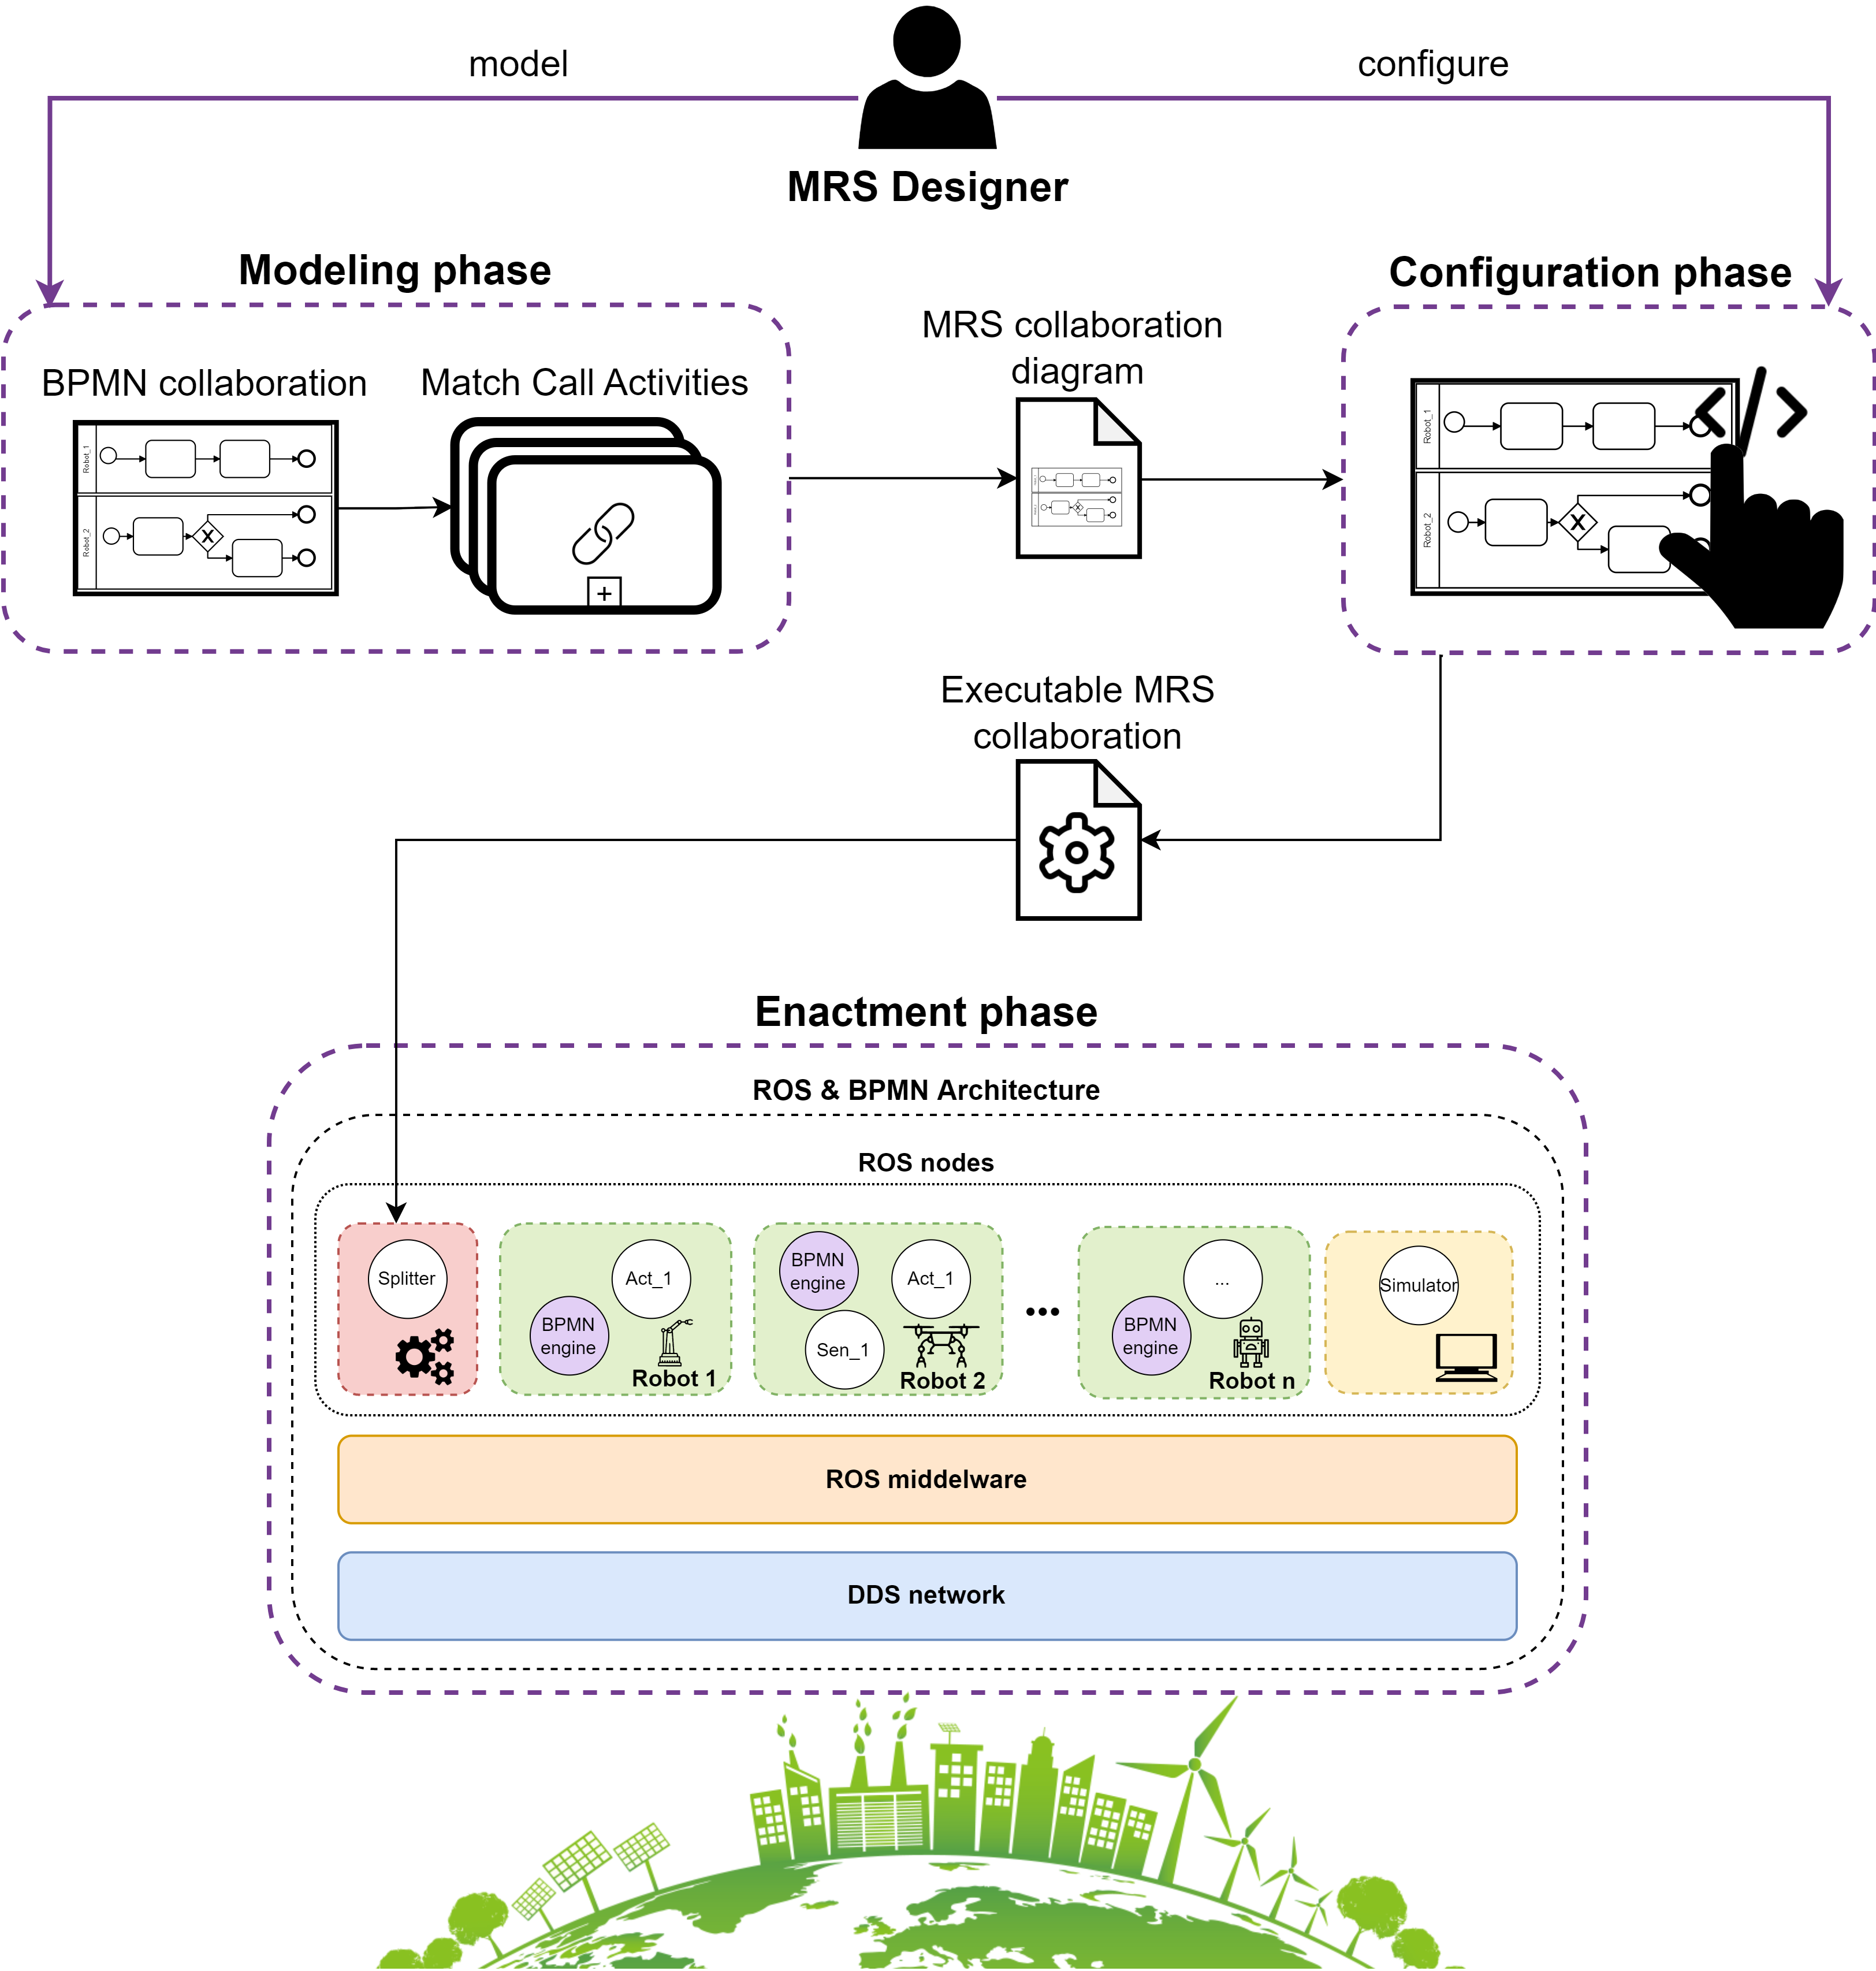 model
configure
MRS Designer
Modeling phase
Configuration phase
MRS collaboration
diagram
BPMN collaboration
Match Call Activities
Robot_1
Robot_2
+
Robot_1
Robot_2
Executable MRS
collaboration
Enactment phase
ROS & BPMN Architecture
ROS nodes
Splitter
BPMN
engine
Act_1
Robot 1
BPMN
engine
Act_1
Sen_1
Robot 2
...
BPMN
engine
...
Robot n
Simulator
ROS middelware
DDS network